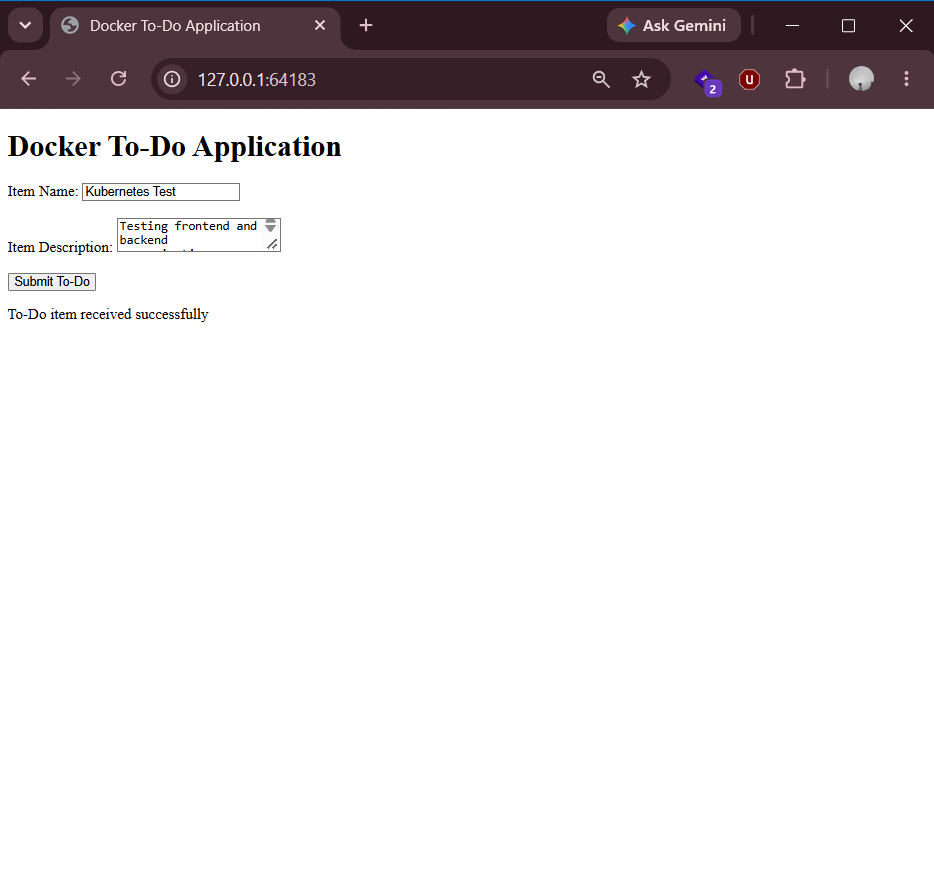 Docker To-Do Application
Ask Gemini
127.0.0.1:64183
2
Docker To-Do Application
Item Name: Kubernetes Test
Testing frontend and
Item Description: backend
Submit To-Do
To-Do item received successfully